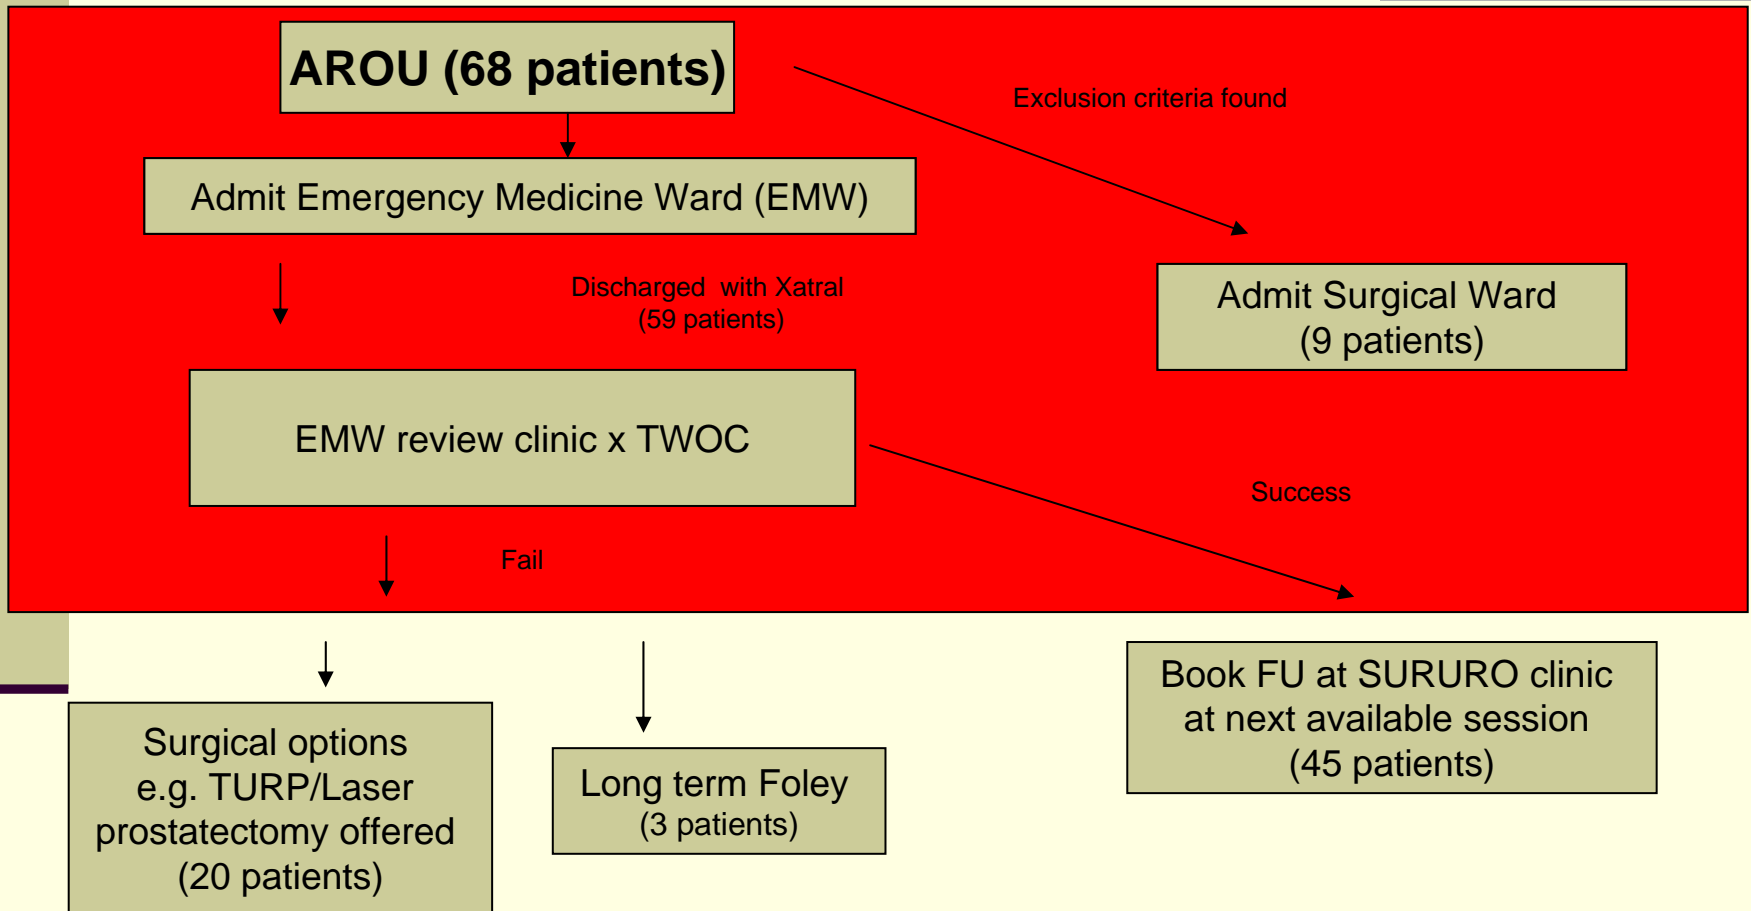 AROU (68 patients)
Exclusion criteria found
Admit Emergency Medicine Ward (EMW)
Discharged with Xatral
(59 patients)
Admit Surgical Ward
(9 patients)
EMW review clinic x TWOC
Success
Fail
Surgical options
e.g. TURP/Laser
prostatectomy offered
(20 patients)
Long term Foley
(3 patients)
Book FU at SURURO clinic
at next available session
(45 patients)